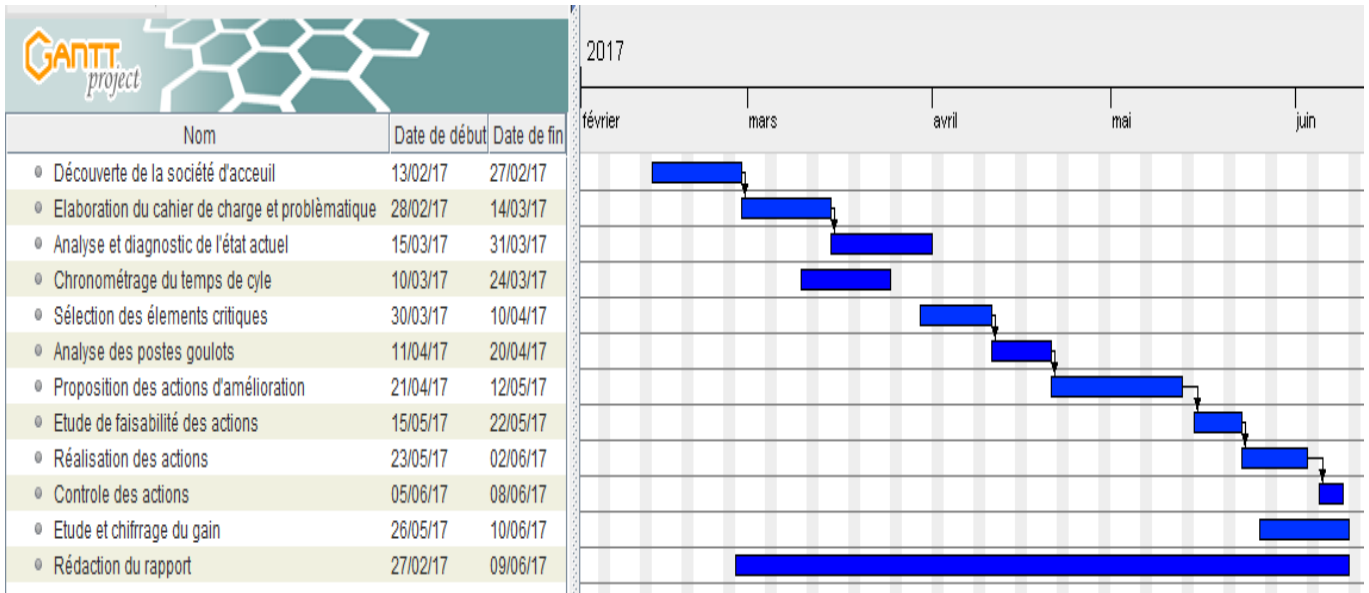 GANTT
project
2017
février mars avril mai juin
Nom Date de début Date de fin
Découverte de la société d'acceuil 13/02/17 27/02/17
Elaboration du cahier de charge et problèmatique 28/02/17 14/03/17
Analyse et diagnostic de l'état actuel 15/03/17 31/03/17
Chronométrage du temps de cyle 10/03/17 24/03/17
Sélection des élements critiques 30/03/17 10/04/17
Analyse des postes goulots 11/04/17 20/04/17
Proposition des actions d'amélioration 21/04/17 12/05/17
Etude de faisabilité des actions 15/05/17 22/05/17
Réalisation des actions 23/05/17 02/06/17
Controle des actions 05/06/17 08/06/17
Etude et chifrrage du gain 26/05/17 10/06/17
Rédaction du rapport 27/02/17 09/06/17